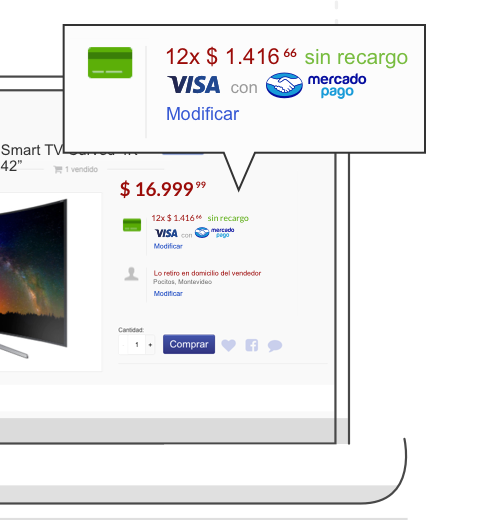 12x $ 1.416 66 sin recargo
VISA con mercado pago
Modificar
Smart TV
42"
1 vendido
$ 16.999 99
12x $ 1.416 66 sin recargo
VISA con mercado pago
Modificar
Lo retiro en domicilio del vendedor
Pocitos, Montevideo
Modificar
Cantidad:
- 1 +
Comprar